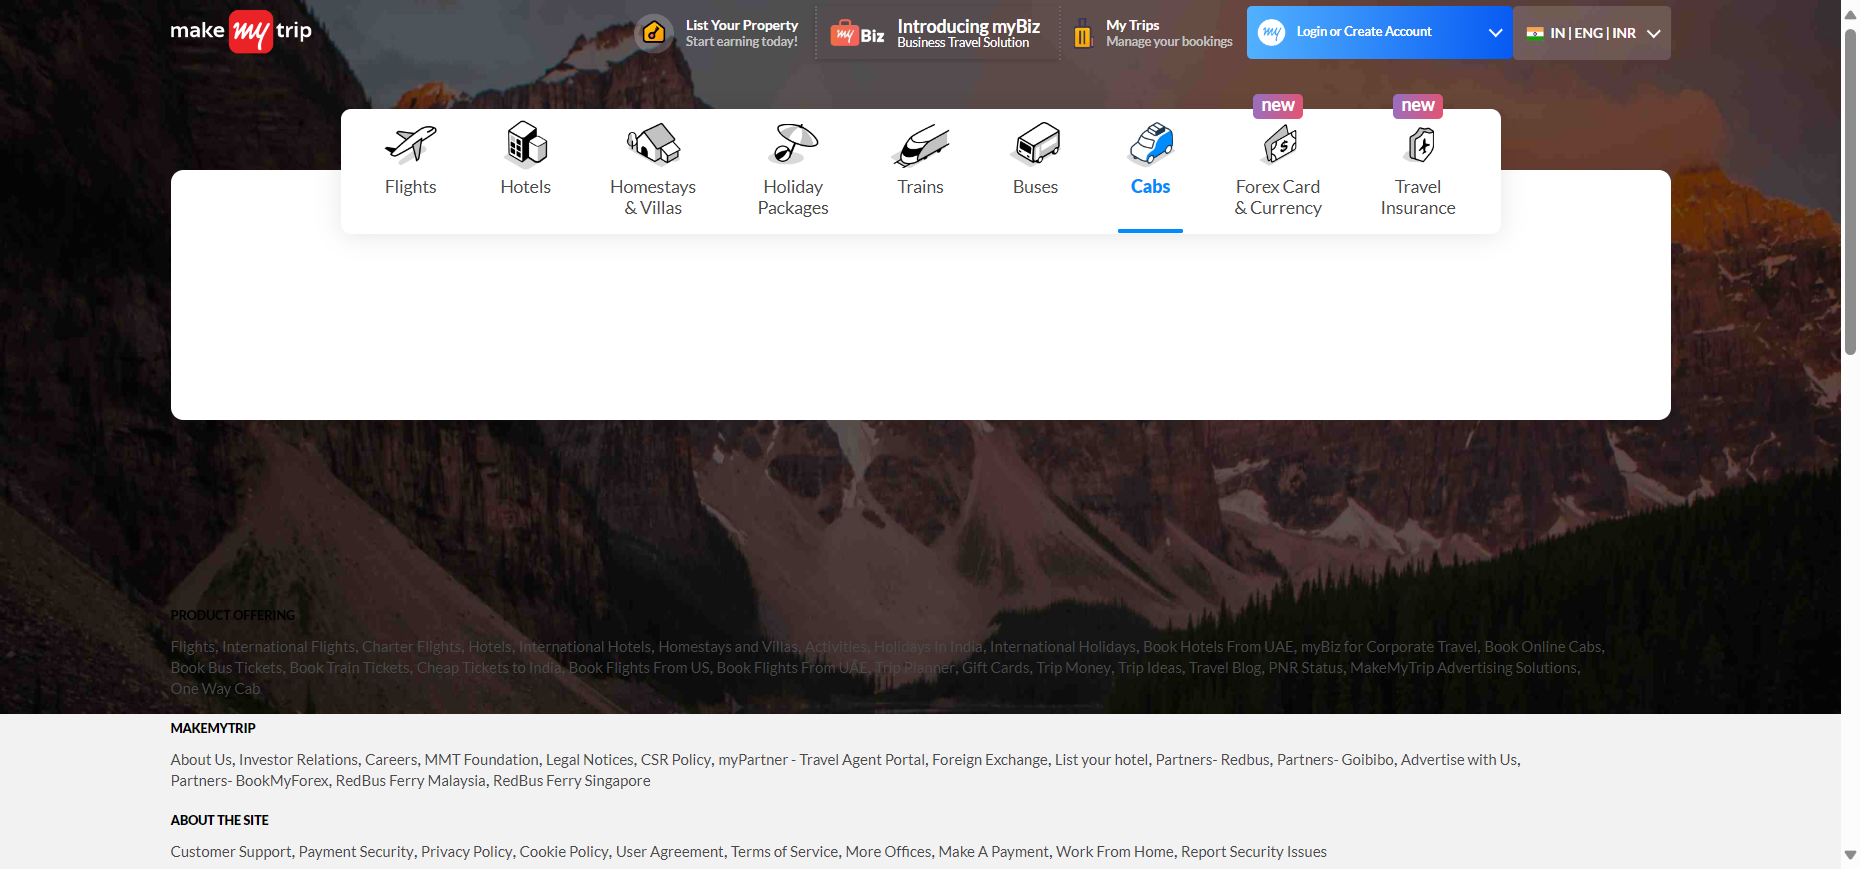 make my trip
List Your Property
Start earning today!
my Biz
Introducing myBiz
Business Travel Solution
My Trips
Manage your bookings
my
Login or Create Account
IN | ENG | INR
new
new
Flights
Hotels
Homestays
& Villas
Holiday
Packages
Trains
Buses
Cabs
Forex Card
& Currency
Travel
Insurance
PRODUCT OFFERING
Flights, International Flights, Charter Flights, Hotels, International Hotels, Homestays and Villas, Activities, Holidays In India, International Holidays, Book Hotels From UAE, myBiz for Corporate Travel, Book Online Cabs,
Book Bus Tickets, Book Train Tickets, Cheap Tickets to India, Book Flights From US, Book Flights From UAE, Trip Planner, Gift Cards, Trip Money, Trip Ideas, Travel Blog, PNR Status, MakeMyTrip Advertising Solutions,
One Way Cab
MAKEMYTRIP
About Us, Investor Relations, Careers, MMT Foundation, Legal Notices, CSR Policy, myPartner - Travel Agent Portal, Foreign Exchange, List your hotel, Partners- Redbus, Partners- Goibibo, Advertise with Us,
Partners- BookMyForex, RedBus Ferry Malaysia, RedBus Ferry Singapore
ABOUT THE SITE
Customer Support, Payment Security, Privacy Policy, Cookie Policy, User Agreement, Terms of Service, More Offices, Make A Payment, Work From Home, Report Security Issues